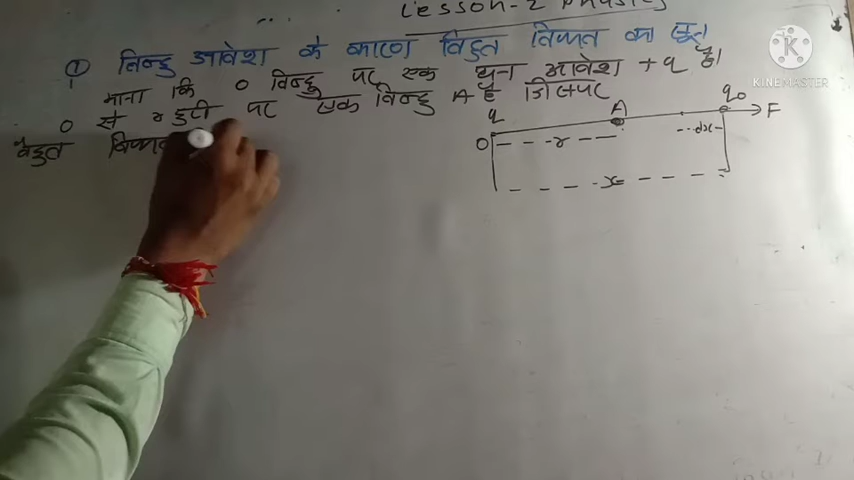 Lesson-2 Physics
① विन्दु आवेश के कारण विधुत विभव का सूत्र
माना कि O विन्दु पर एक धन आवेश +q है।
O से r दुरी पर एक विन्दु A है जिसपर
वैधुत विभव
q A q₀ F
O r dx
x
KINEMASTER